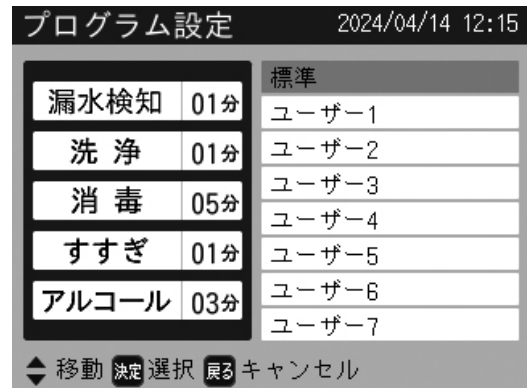 プログラム設定 2024/04/14 12:15
漏水検知 01分
洗 浄 01分
消 毒 05分
すすぎ 01分
アルコール 03分
標準
ユーザー1
ユーザー2
ユーザー3
ユーザー4
ユーザー5
ユーザー6
ユーザー7
移動 決定 選択 戻る キャンセル